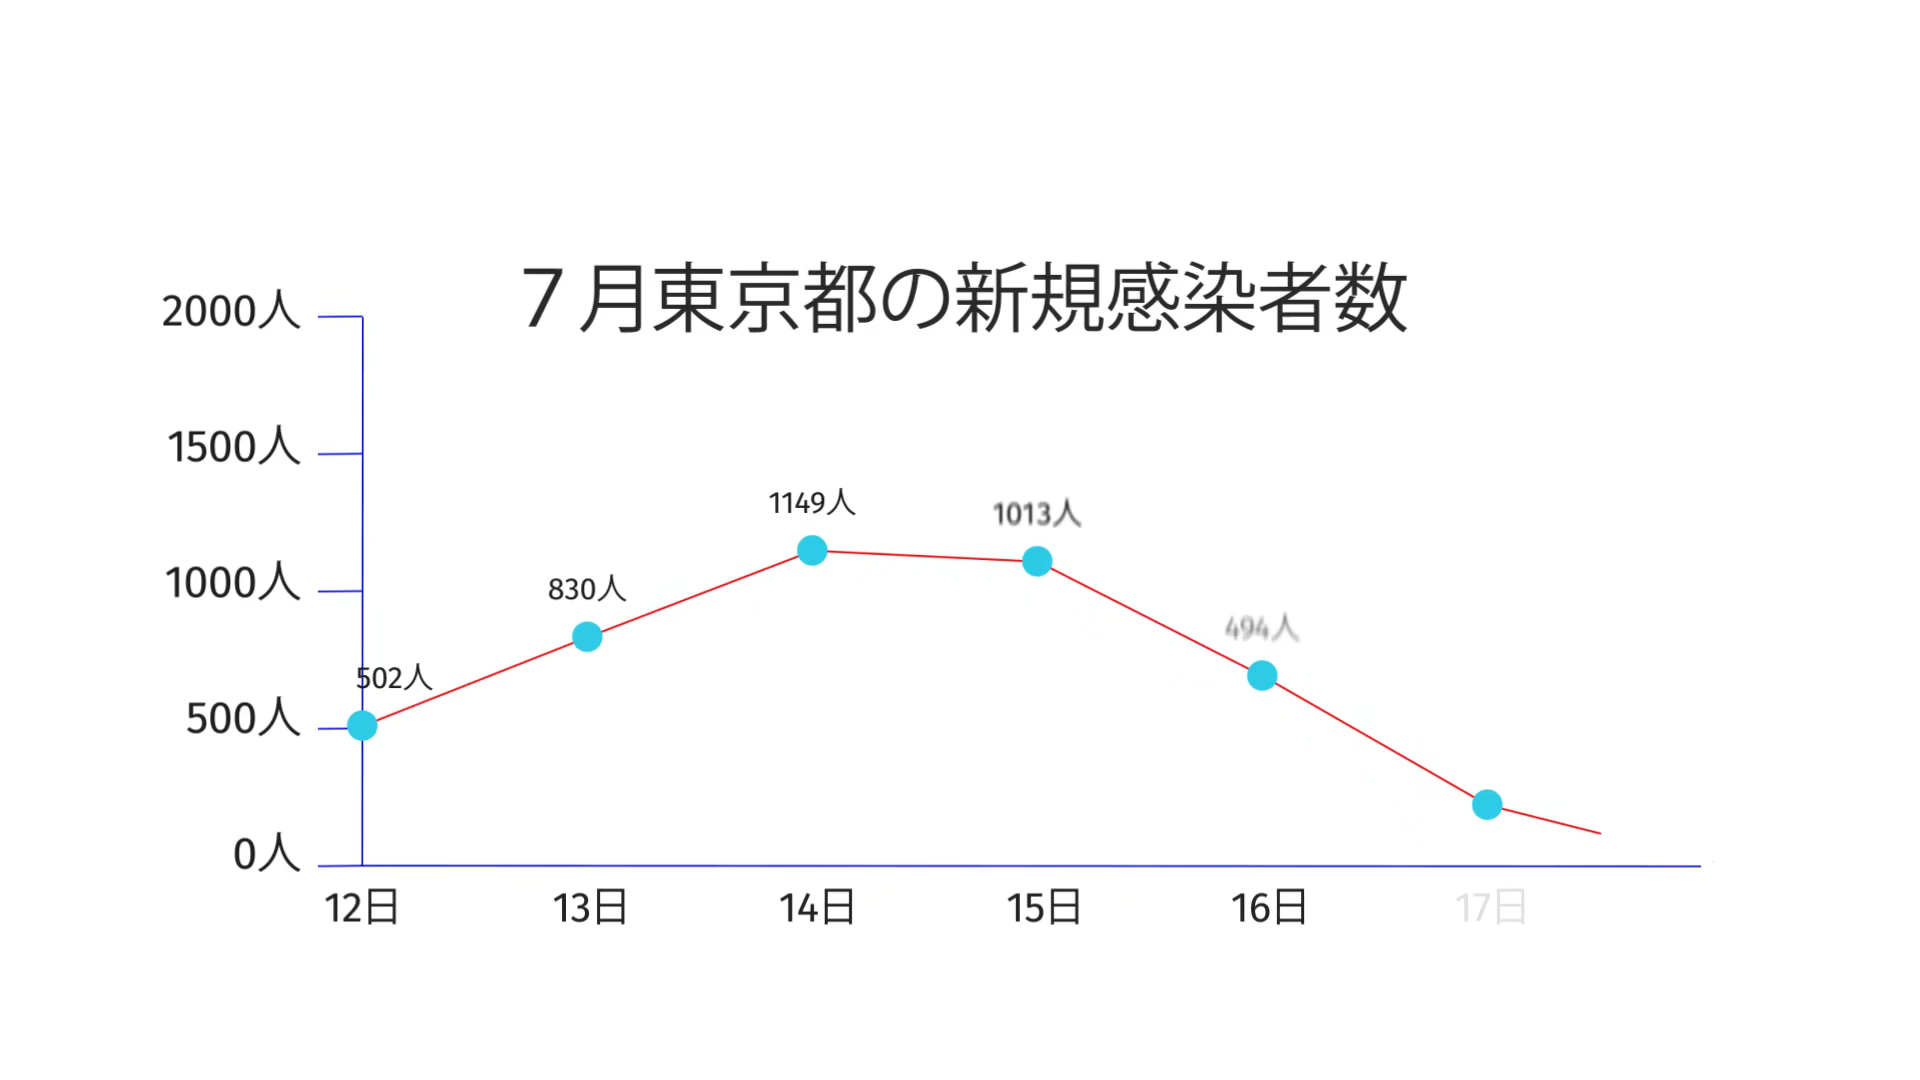 ７月東京都の新規感染者数
2000人
1500人
1000人
500人
0人
502人
830人
1149人
1013人
494人
12日
13日
14日
15日
16日
17日